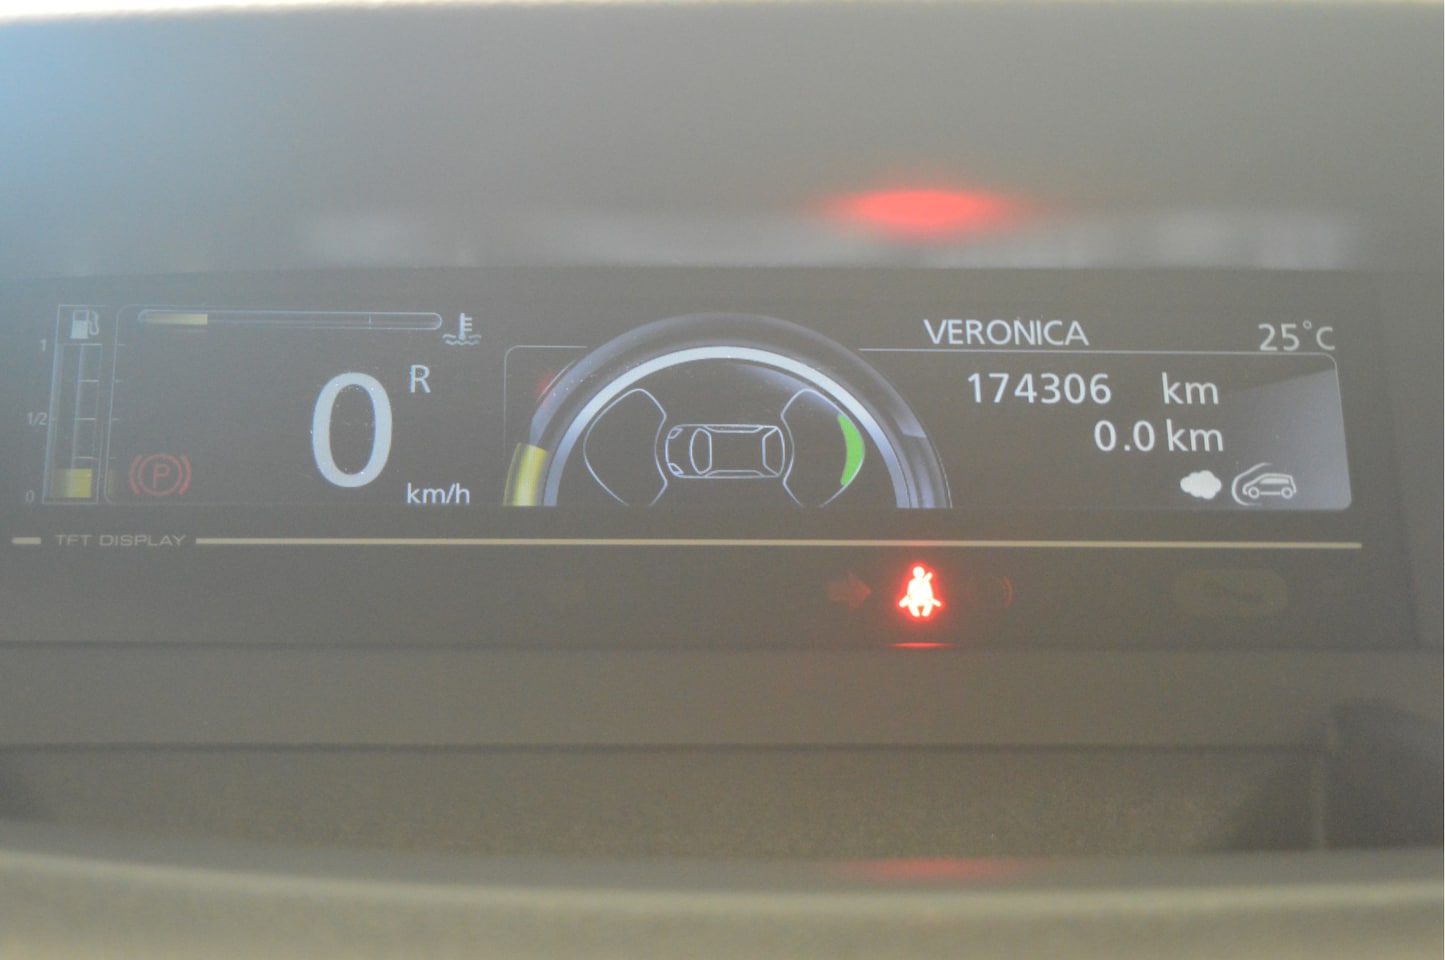 VERONICA 25°C
1
174306 km
R
1/2
0.0 km
0
P
0
km/h
TFT DISPLAY